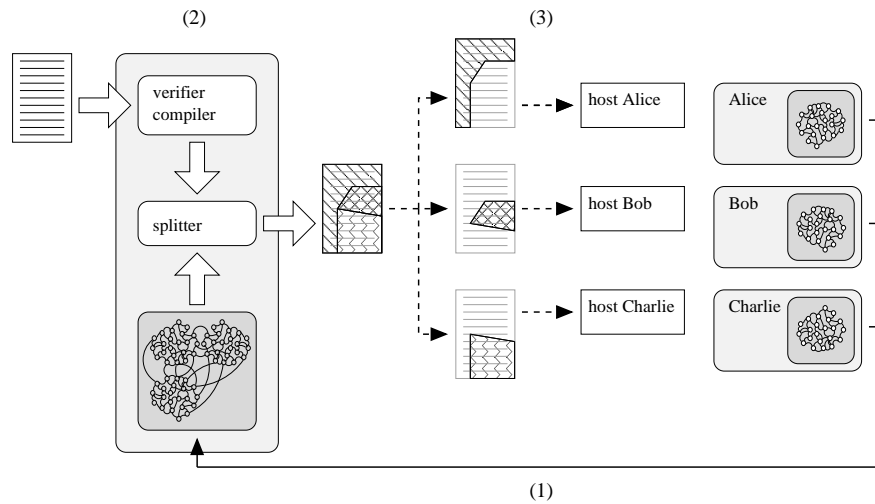 (2)
(3)
verifier
compiler
splitter
host Alice
host Bob
host Charlie
Alice
Bob
Charlie
(1)